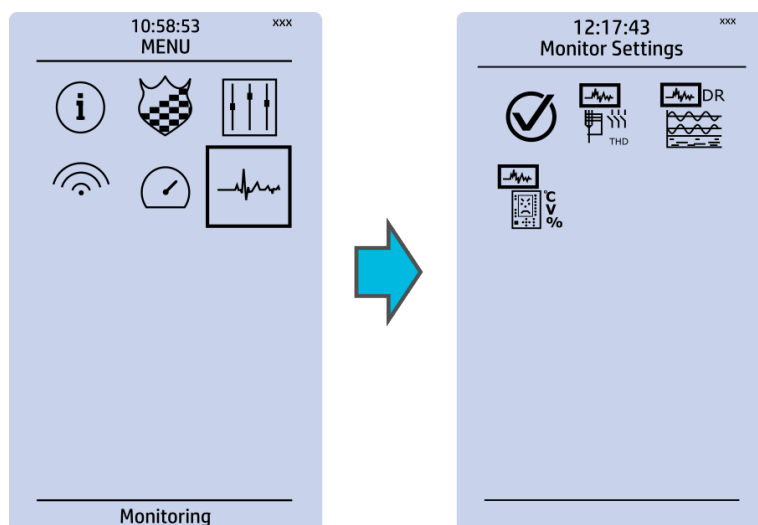 10:58:53
xxx
MENU
i
Monitoring
12:17:43
xxx
Monitor Settings
DR
THD
°C
V
%